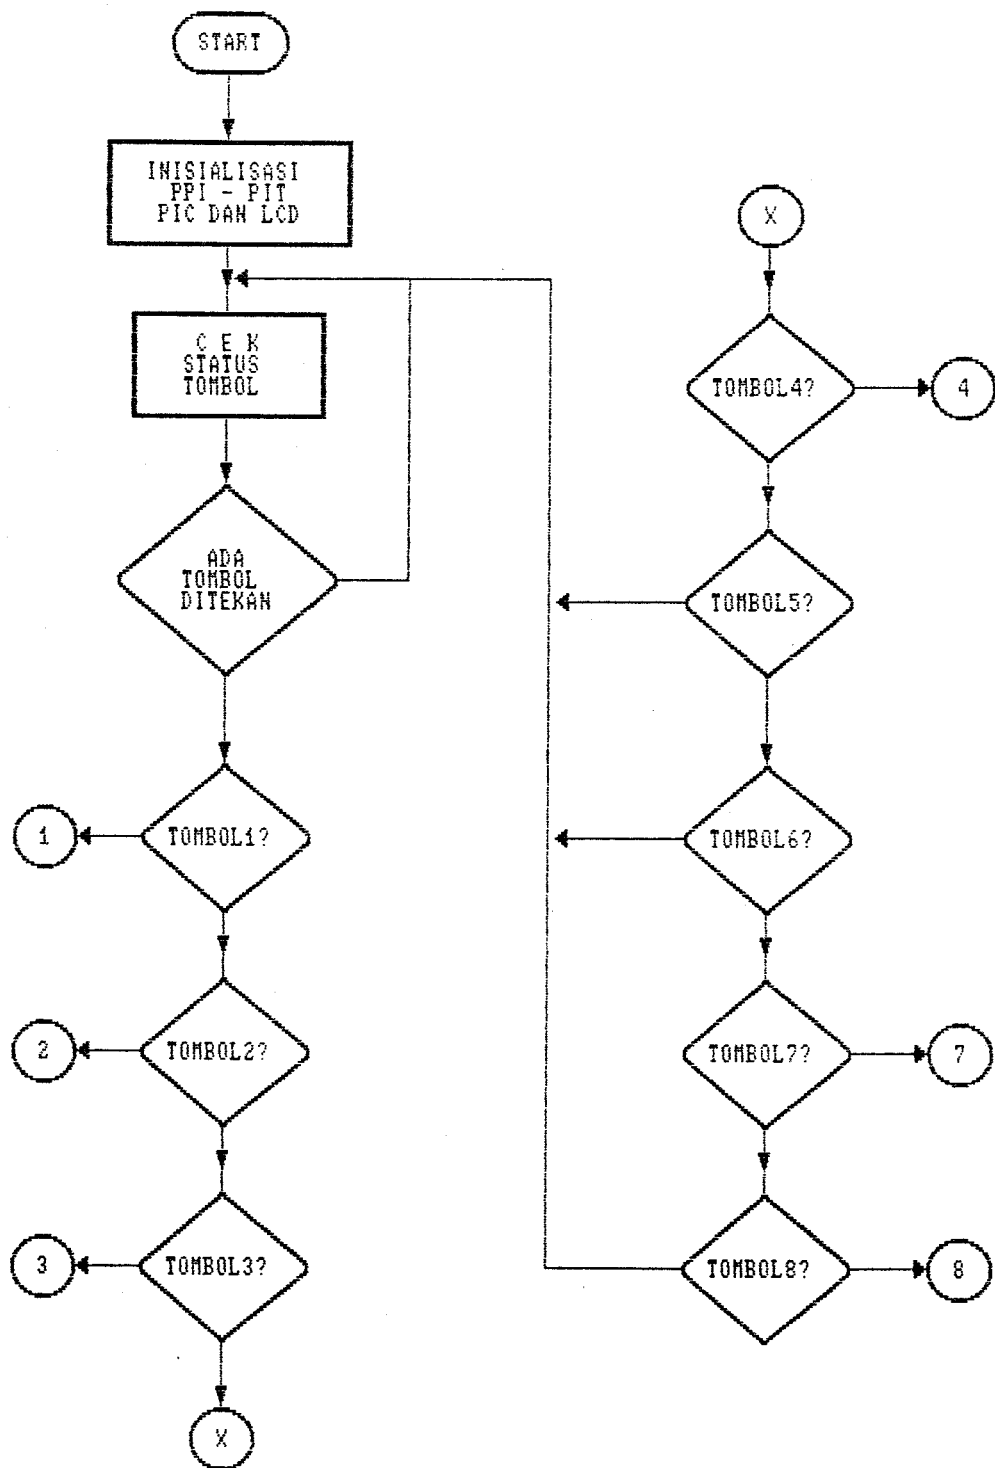 START
INISIALISASI
PPI - PIT
PIC DAN LCD
C E K
STATUS
TOMBOL
ADA
TOMBOL
DITEKAN
TOMBOL1?
1
TOMBOL2?
2
TOMBOL3?
3
X
X
TOMBOL4?
4
TOMBOL5?
TOMBOL6?
TOMBOL7?
7
TOMBOL8?
8